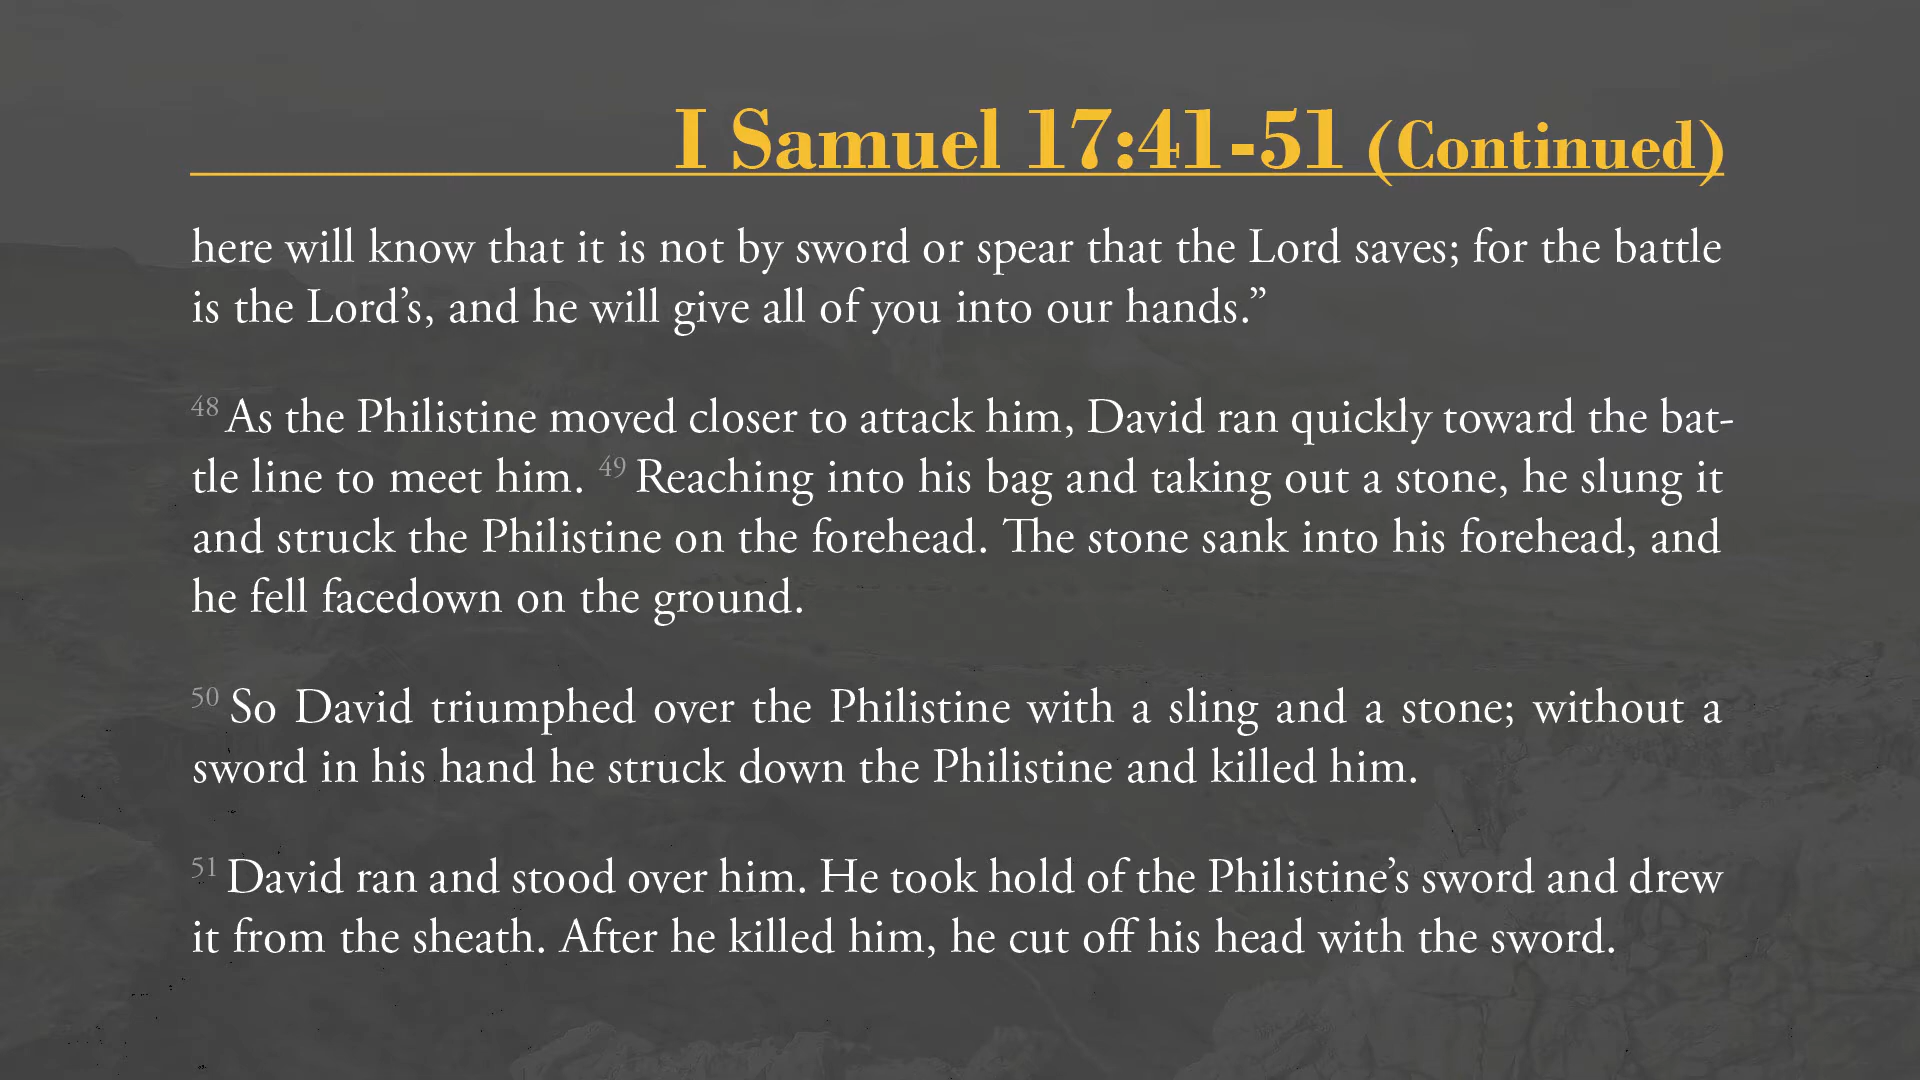 I Samuel 17:41-51 (Continued)
here will know that it is not by sword or spear that the Lord saves; for the battle
is the Lord’s, and he will give all of you into our hands.”
48 As the Philistine moved closer to attack him, David ran quickly toward the bat-
tle line to meet him. 49 Reaching into his bag and taking out a stone, he slung it
and struck the Philistine on the forehead. The stone sank into his forehead, and
he fell facedown on the ground.
50 So David triumphed over the Philistine with a sling and a stone; without a
sword in his hand he struck down the Philistine and killed him.
51 David ran and stood over him. He took hold of the Philistine’s sword and drew
it from the sheath. After he killed him, he cut off his head with the sword.